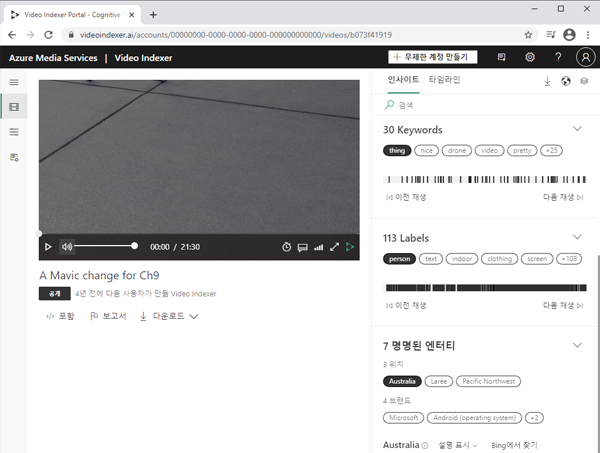 Video Indexer Portal - Cognitive
videoindexer.ai/accounts/00000000-0000-0000-0000-000000000000/videos/b073f41919
Azure Media Services | Video Indexer
+ 무제한 계정 만들기
인사이트 타임라인
검색
30 Keywords
thing nice drone video pretty +25
이전 재생 다음 재생
113 Labels
person text indoor clothing screen +108
이전 재생 다음 재생
00:00 / 21:30
A Mavic change for Ch9
공개 4년 전에 다음 사용자가 만듦 Video Indexer
포함 보고서 다운로드
7 명명된 엔터티
3 위치
Australia Larée Pacific Northwest
4 브랜드
Microsoft Android (operating system) +2
Australia 설명 표시 Bing에서 찾기